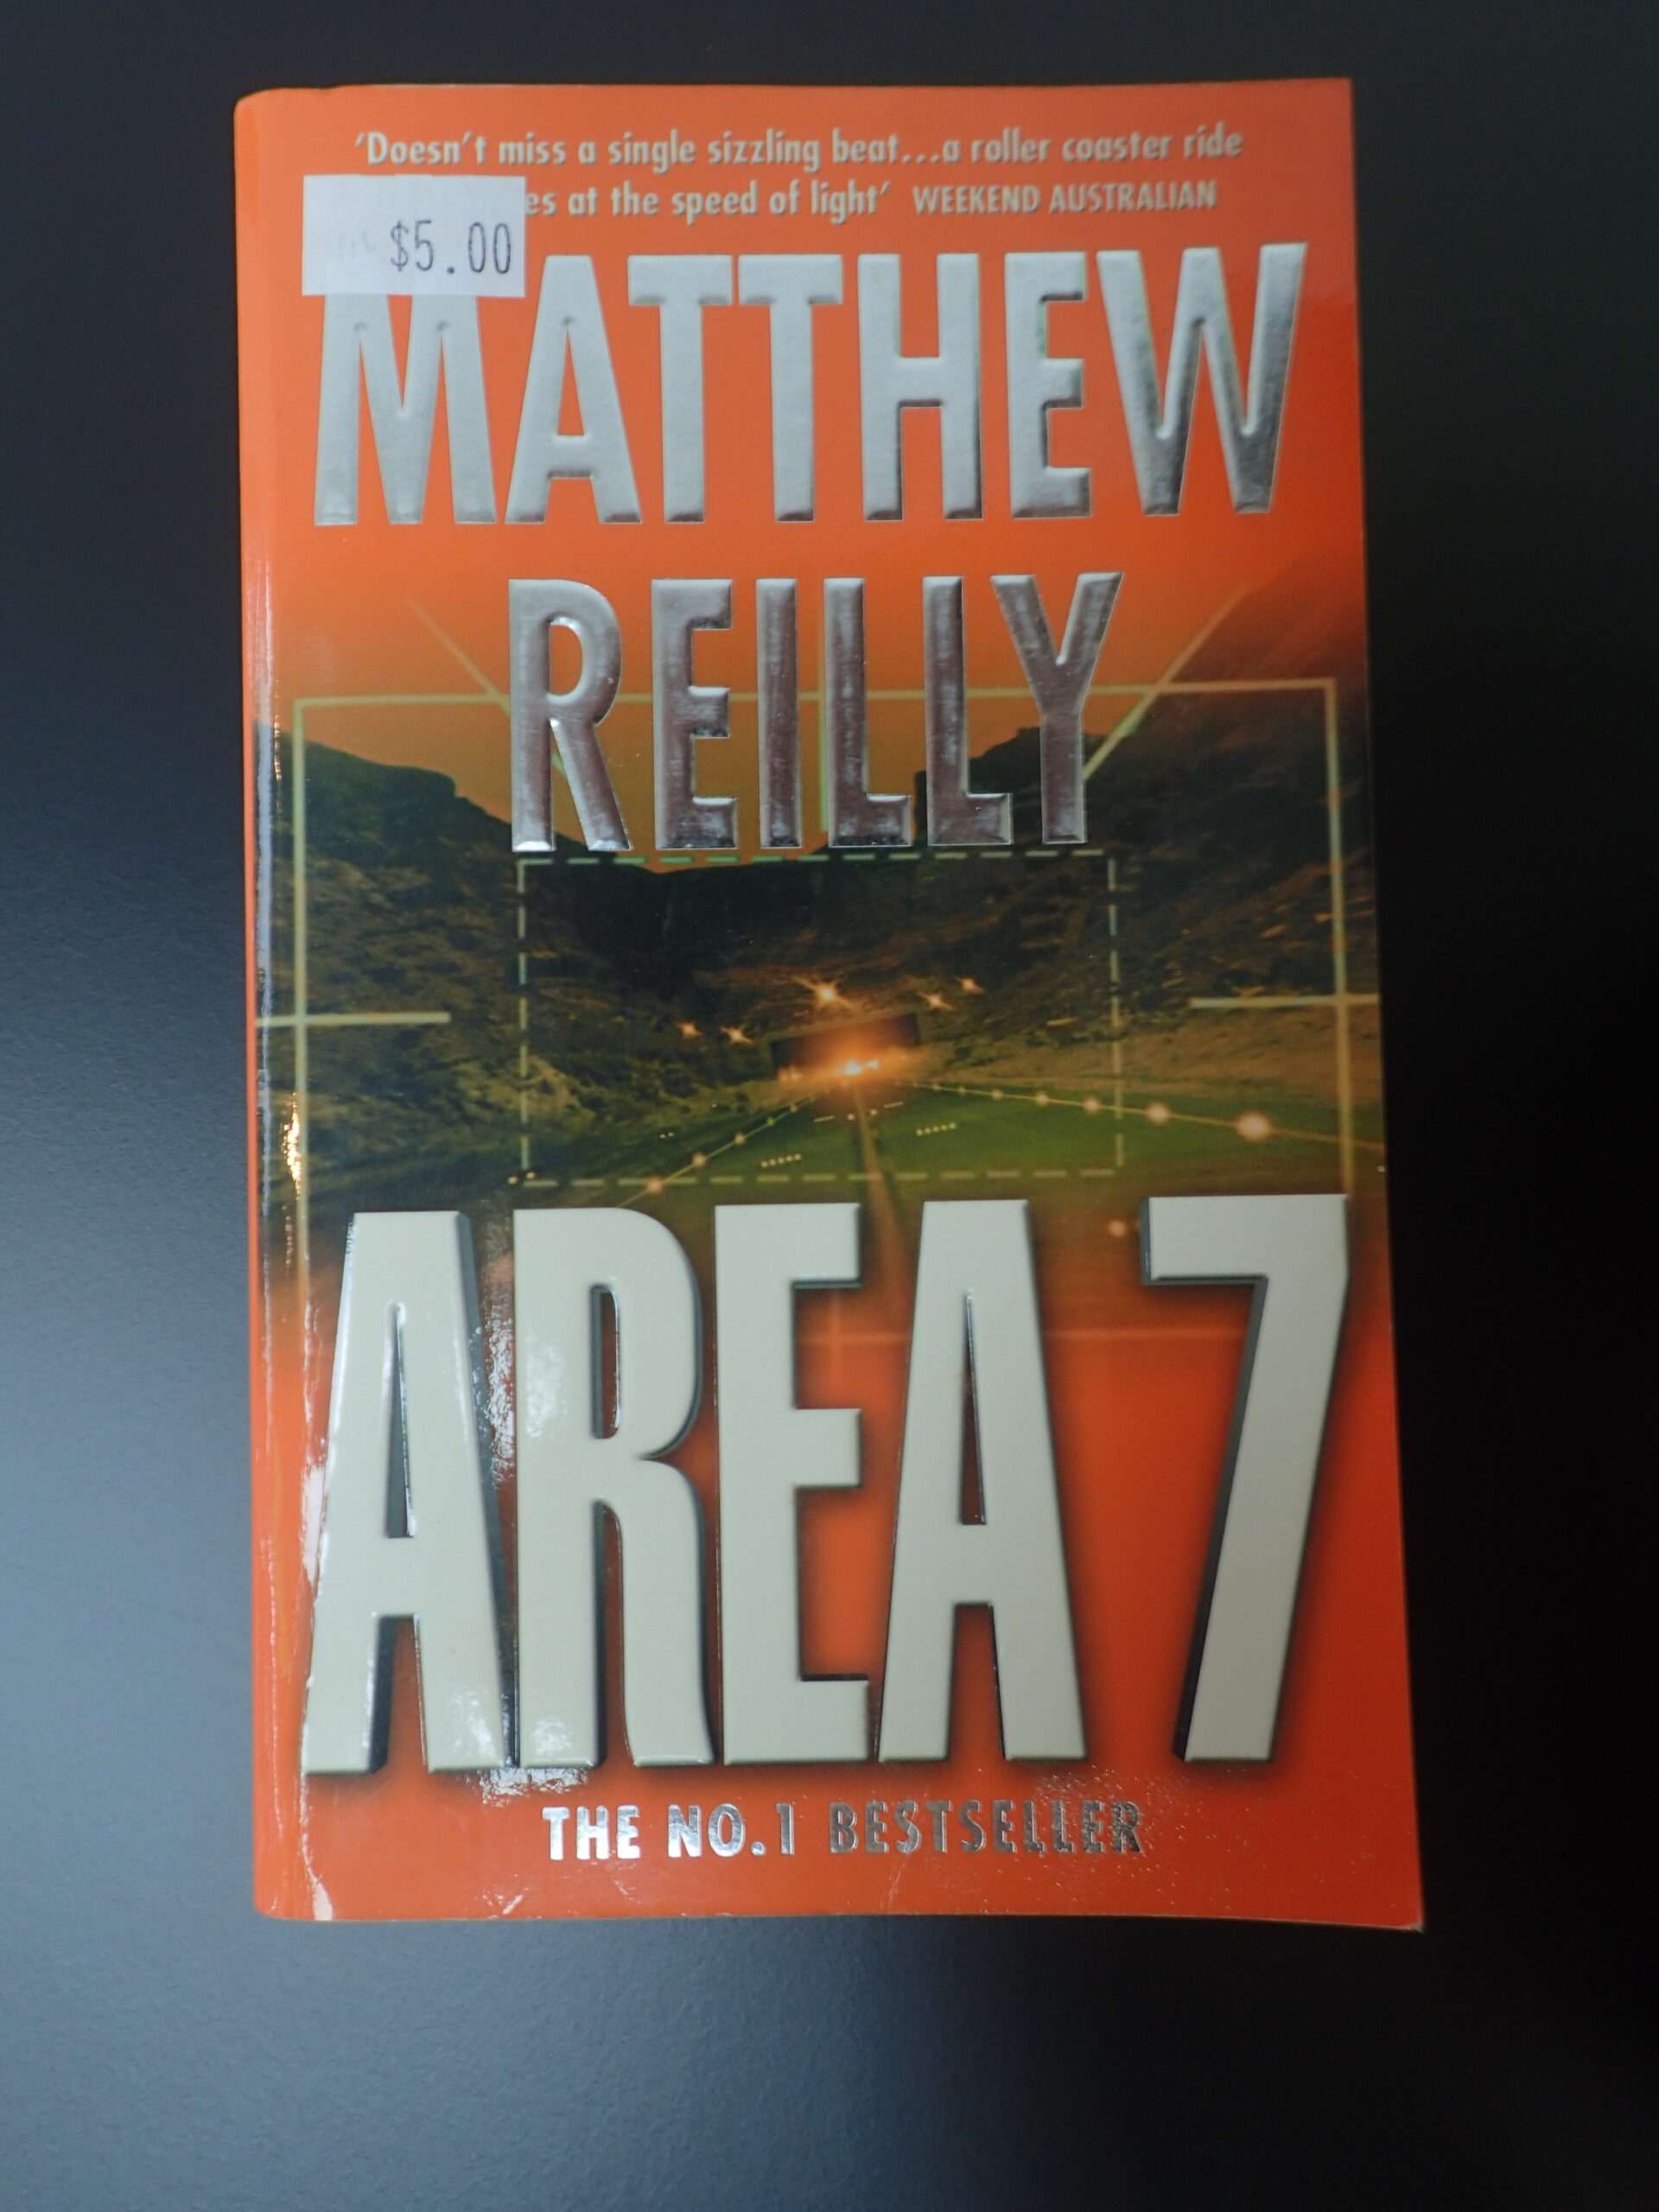 'Doesn't miss a single sizzling beat...a roller coaster ride
at the speed of light' WEEKEND AUSTRALIAN
$5.00
MATTHEW
REILLY
AREA 7
THE NO.1 BESTSELLER